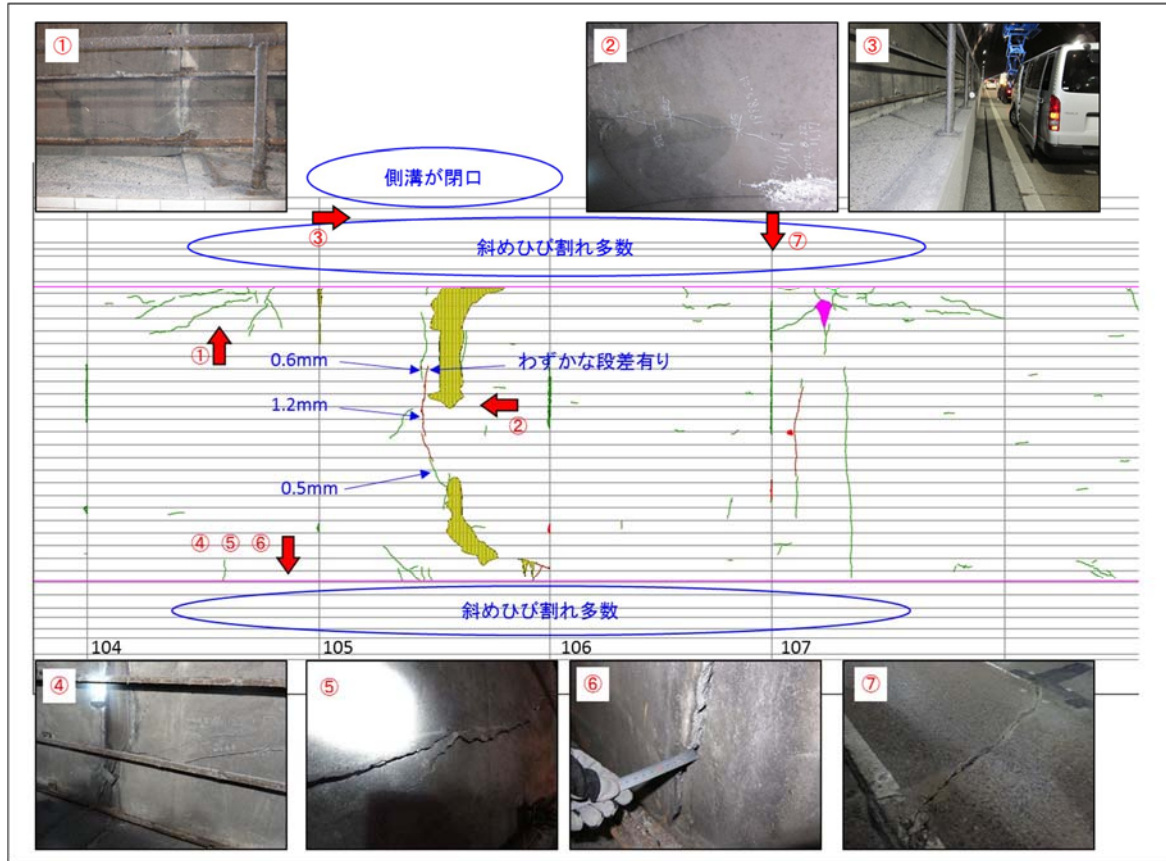 ①
②
③
側溝が閉口
③
⑦
斜めひび割れ多数
①
0.6mm
わずかな段差有り
1.2mm
②
0.5mm
④ ⑤ ⑥
斜めひび割れ多数
104
105
106
107
④
⑤
⑥
⑦